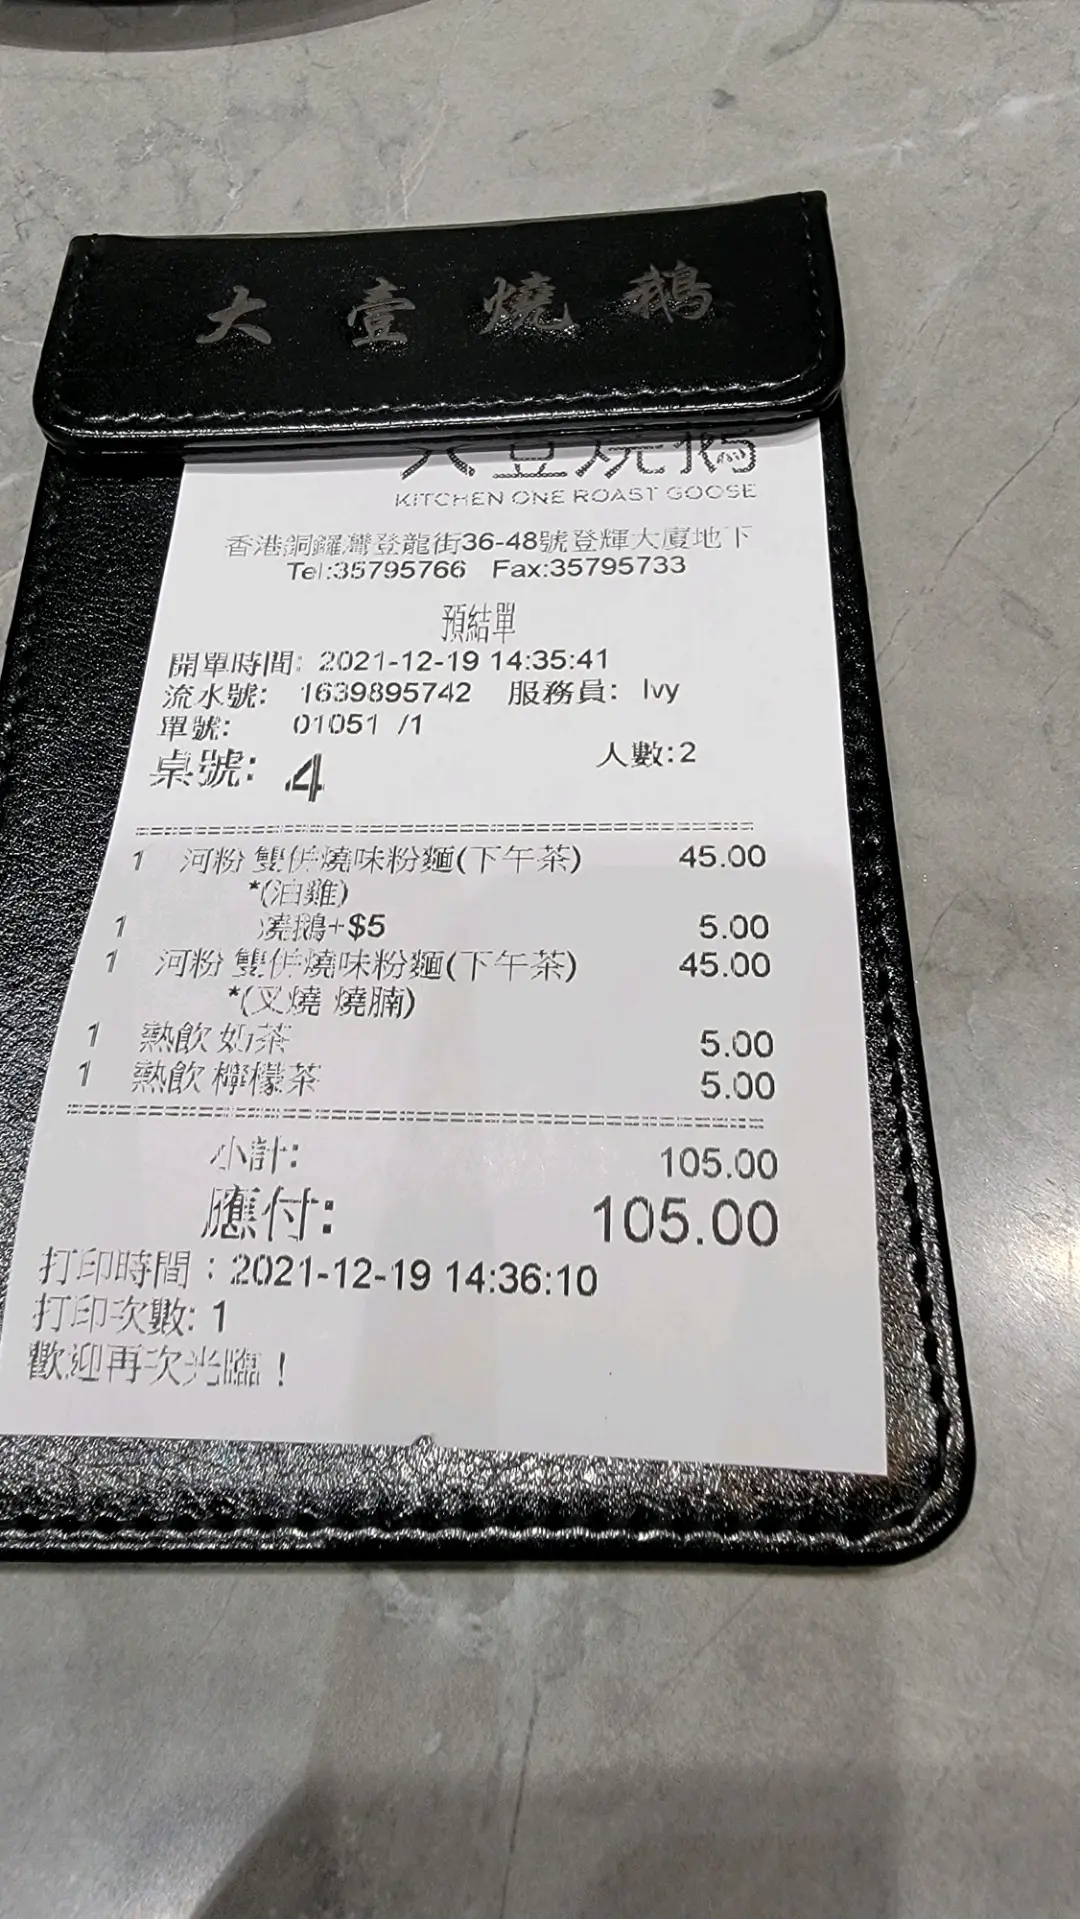 大壹燒鵝
大壹燒鵝
KITCHEN ONE ROAST GOOSE
香港銅鑼灣登龍街36-48號登輝大廈地下
Tel:35795766 Fax:35795733
預結單
開單時間: 2021-12-19 14:35:41
流水號: 1639895742 服務員: Ivy
單號: 01051 /1
桌號: 4 人數:2
1 河粉 雙併燒味粉麵(下午茶) 45.00
*(泊雞)
1 燒鵝+$5 5.00
1 河粉 雙併燒味粉麵(下午茶) 45.00
*(叉燒 燒腩)
1 熱飲 奶茶 5.00
1 熱飲 檸檬茶 5.00
小計: 105.00
應付: 105.00
打印時間：2021-12-19 14:36:10
打印次數: 1
歡迎再次光臨！